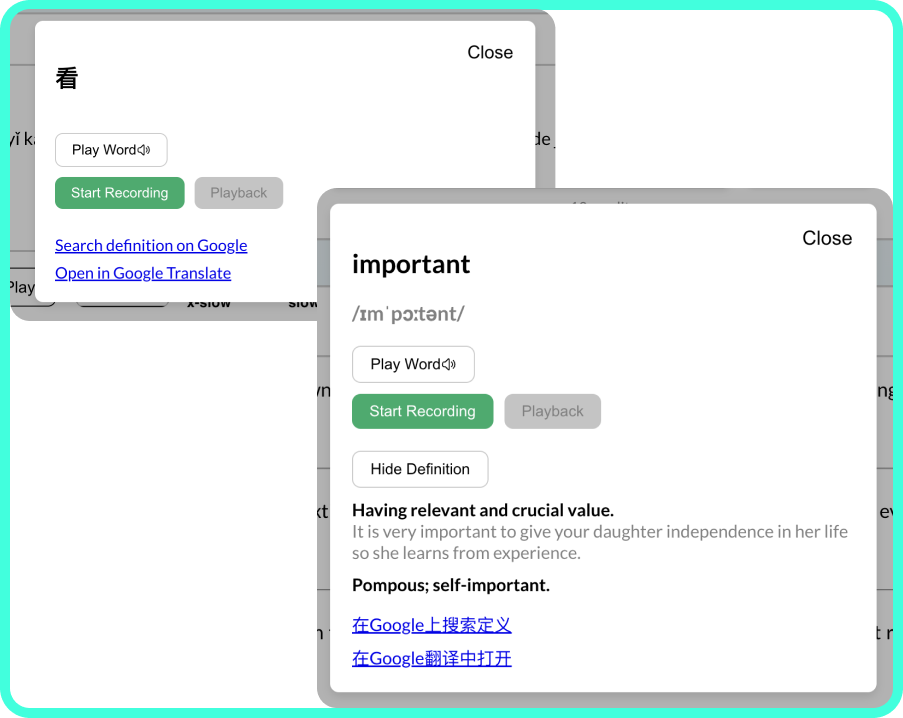 Close
看
yǐ
de
Play Word
Start Recording
Playback
Search definition on Google
Open in Google Translate
Play
x-slow
slow
Close
important
/ɪmˈpɔːtənt/
Play Word
Start Recording
Playback
Hide Definition
Having relevant and crucial value.
It is very important to give your daughter independence in her life
so she learns from experience.
Pompous; self-important.
在Google上搜索定义
在Google翻译中打开